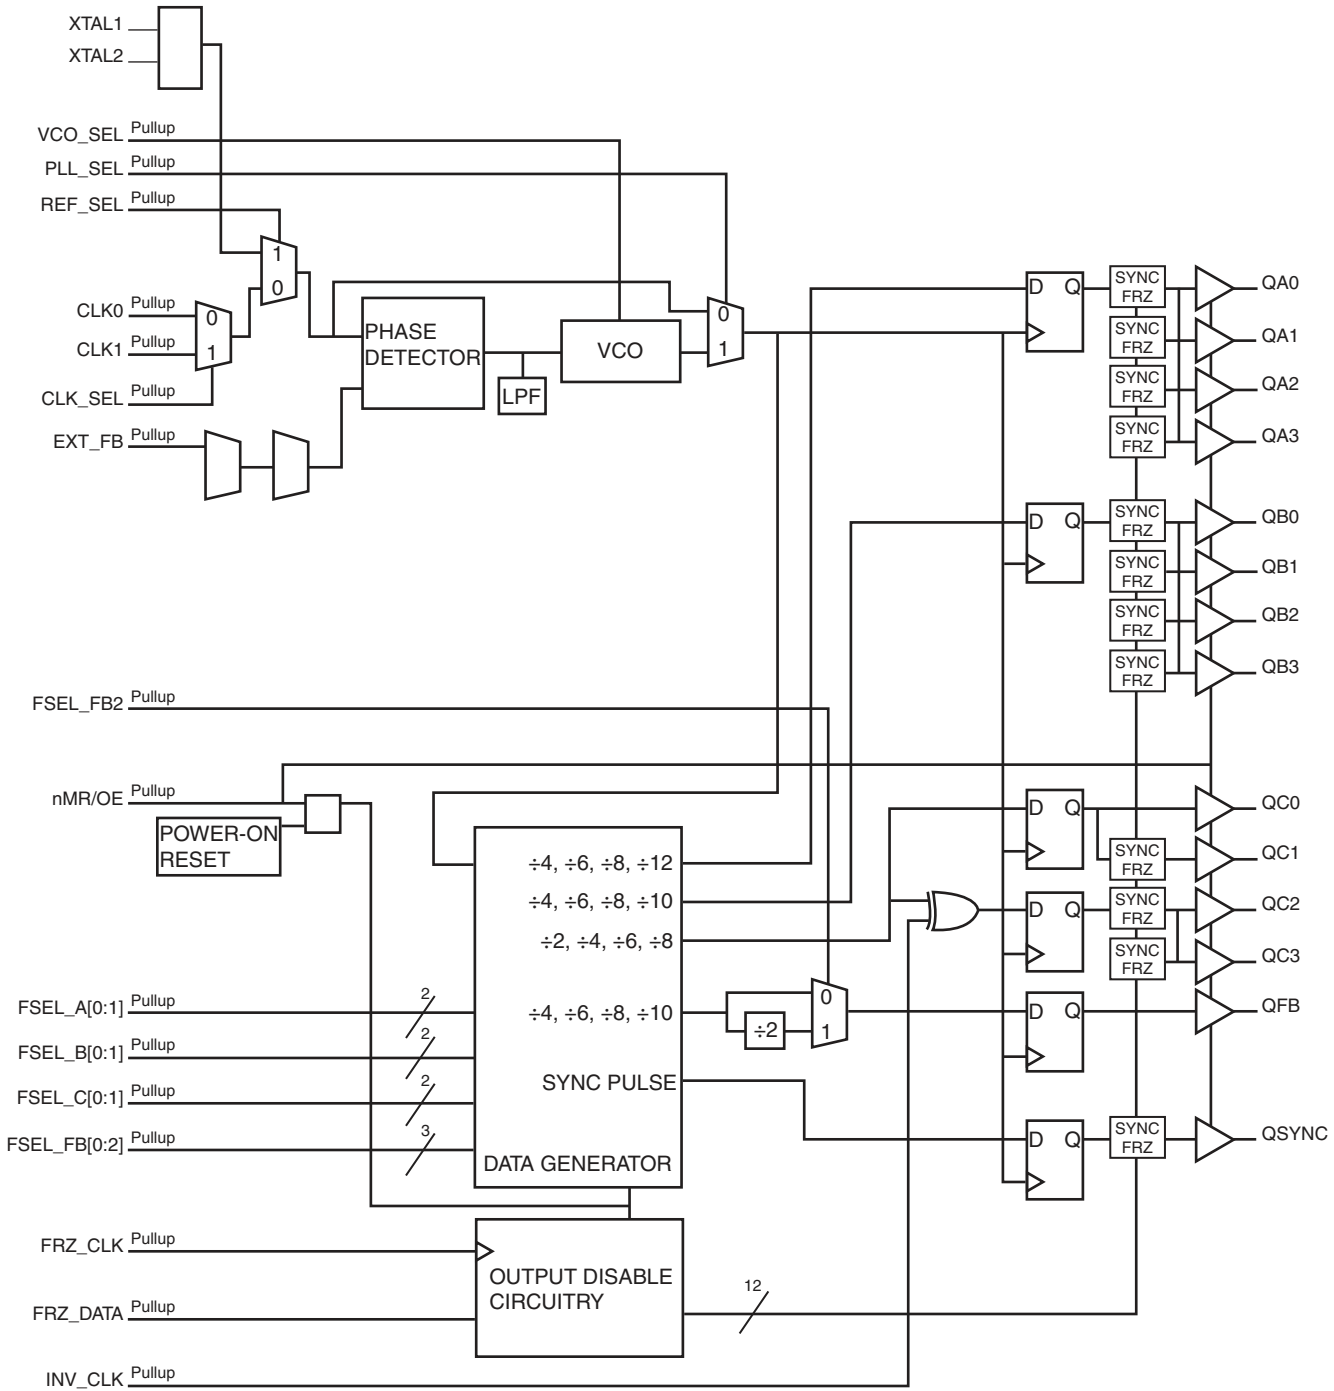 XTAL1
XTAL2
VCO_SEL Pullup
PLL_SEL Pullup
REF_SEL Pullup
1
0
CLK0 Pullup
0
CLK1 Pullup
1
CLK_SEL Pullup
EXT_FB Pullup
PHASE
DETECTOR
LPF
VCO
0
1
D Q
SYNC
FRZ
QA0
SYNC
FRZ
QA1
SYNC
FRZ
QA2
SYNC
FRZ
QA3
D Q
SYNC
FRZ
QB0
SYNC
FRZ
QB1
SYNC
FRZ
QB2
SYNC
FRZ
QB3
FSEL_FB2 Pullup
nMR/OE Pullup
POWER-ON
RESET
÷4, ÷6, ÷8, ÷12
÷4, ÷6, ÷8, ÷10
÷2, ÷4, ÷6, ÷8
÷4, ÷6, ÷8, ÷10
SYNC PULSE
DATA GENERATOR
D Q
QC0
SYNC
FRZ
QC1
D Q
SYNC
FRZ
QC2
SYNC
FRZ
QC3
÷2
0
1
D Q
QFB
D Q
SYNC
FRZ
QSYNC
FSEL_A[0:1] Pullup
2
FSEL_B[0:1] Pullup
2
FSEL_C[0:1] Pullup
2
FSEL_FB[0:2] Pullup
3
FRZ_CLK Pullup
FRZ_DATA Pullup
OUTPUT DISABLE
CIRCUITRY
12
INV_CLK Pullup